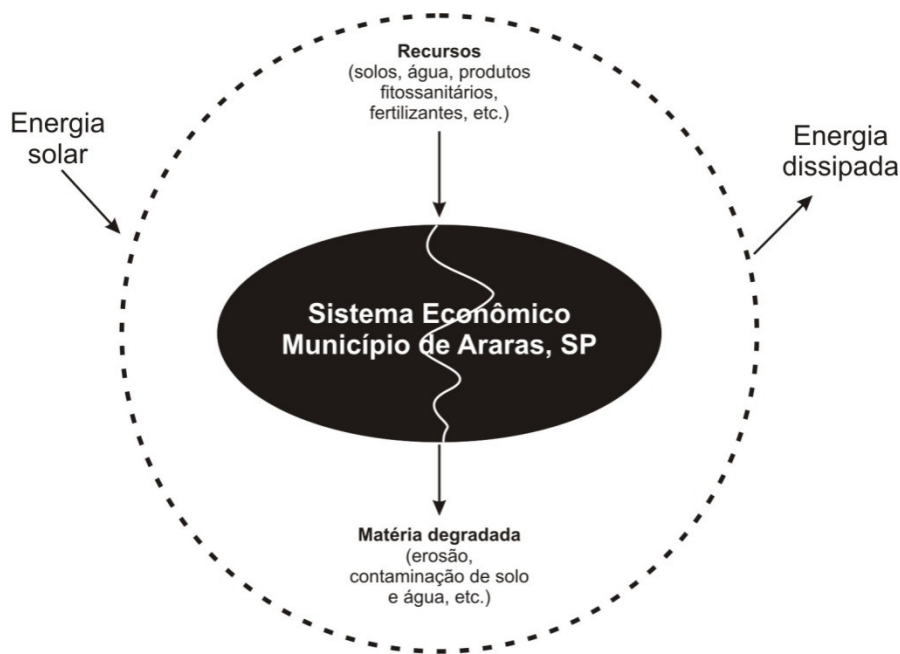 Recursos
(solos, água, produtos
fitossanitários,
fertilizantes, etc.)
Energia
solar
Energia
dissipada
Sistema Econômico
Município de Araras, SP
Matéria degradada
(erosão,
contaminação de solo
e água, etc.)